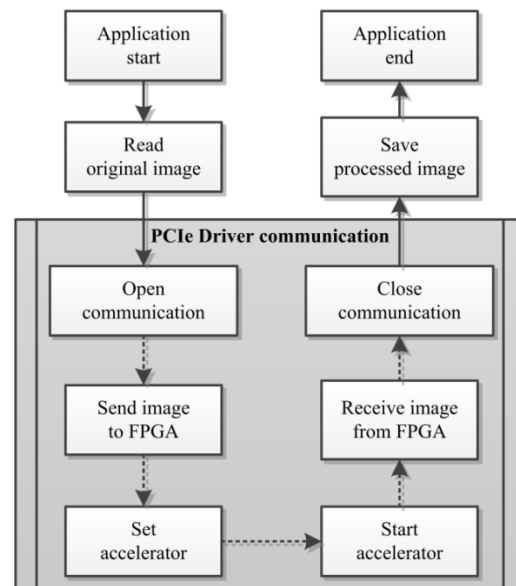 Application
start
Read
original image
PCIe Driver communication
Open
communication
Send image
to FPGA
Set
accelerator
Start
accelerator
Receive image
from FPGA
Close
communication
Save
processed image
Application
end